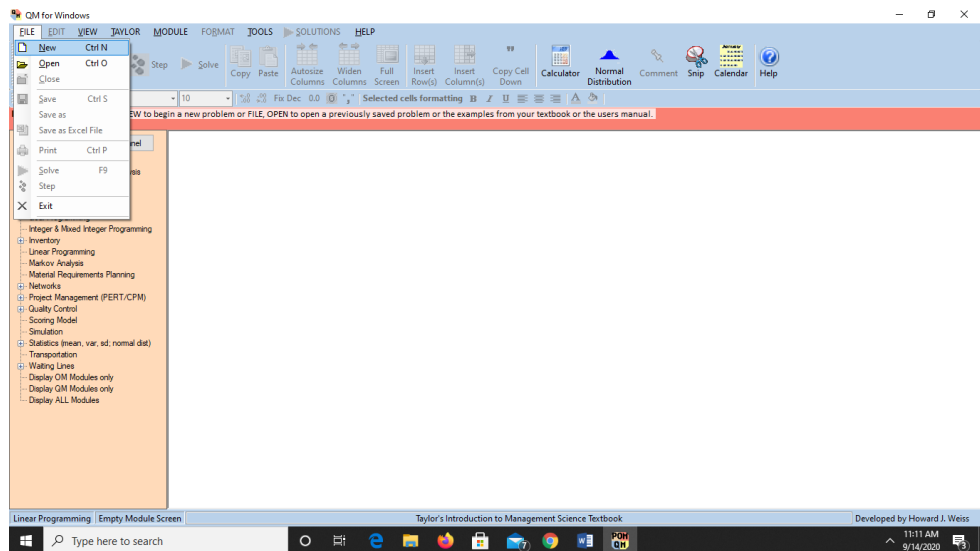 QM for Windows
FILE EDIT VIEW TAYLOR MODULE FORMAT TOOLS SOLUTIONS HELP
New Ctrl N
Open Ctrl O
Close
Save Ctrl S
Save as
Save as Excel File
Print Ctrl P
Solve F9
Step
Exit
Step Solve
Copy Paste
Autosize Columns
Widen Columns
Full Screen
Insert Row(s)
Insert Column(s)
Copy Cell Down
Calculator
Normal Distribution
Comment Snip Calendar Help
10 Fix Dec 0.0 0 "," Selected cells formatting B I U A
EW to begin a new problem or FILE, OPEN to open a previously saved problem or the examples from your textbook or the users manual.
nel
ysis
Integer & Mixed Integer Programming
Inventory
Linear Programming
Markov Analysis
Material Requirements Planning
Networks
Project Management (PERT/CPM)
Quality Control
Scoring Model
Simulation
Statistics (mean, var, sd; normal dist)
Transportation
Waiting Lines
Display OM Modules only
Display QM Modules only
Display ALL Modules
Linear Programming Empty Module Screen Taylor's Introduction to Management Science Textbook Developed by Howard J. Weiss
Type here to search
7
POM QM
11:11 AM
9/14/2020
3